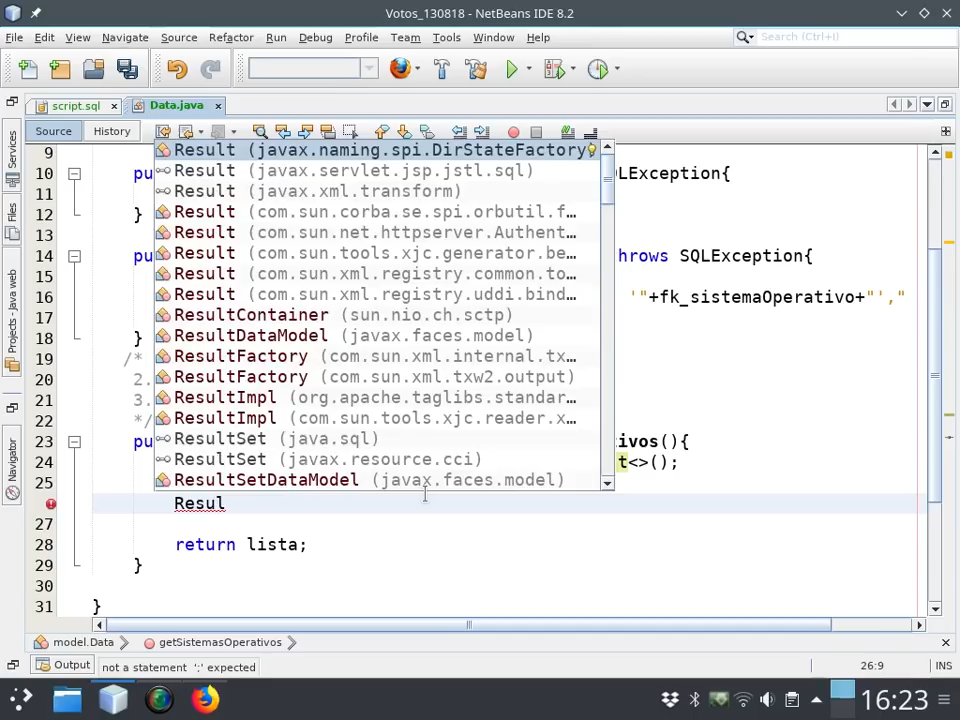 Votos_130818 - NetBeans IDE 8.2
File Edit View Navigate Source Refactor Run Debug Profile Team Tools Window Help
Search (Ctrl+I)
script.sql Data.java
Source History
Services
Files
Projects - Java web
Navigator
9
10 pu LException{
11
12 }
13
14 pu hrows SQLException{
15
16 '"+fk_sistemaOperativo+"',"
17
18 }
19 /*
20 2.
21 3.
22 */
23 pu ivos(){
24 t<>();
25
Resul
27
28 return lista;
29 }
30
31 }
Result (javax.naming.spi.DirStateFactory
Result (javax.servlet.jsp.jstl.sql)
Result (javax.xml.transform)
Result (com.sun.corba.se.spi.orbutil.f...
Result (com.sun.net.httpserver.Authent...
Result (com.sun.tools.xjc.generator.be...
Result (com.sun.xml.registry.common.to...
Result (com.sun.xml.registry.uddi.bind...
ResultContainer (sun.nio.ch.sctp)
ResultDataModel (javax.faces.model)
ResultFactory (com.sun.xml.internal.tx...
ResultFactory (com.sun.xml.txw2.output)
ResultImpl (org.apache.taglibs.standar...
ResultImpl (com.sun.tools.xjc.reader.x...
ResultSet (java.sql)
ResultSet (javax.resource.cci)
ResultSetDataModel (javax.faces.model)
model.Data getSistemasOperativos
Output not a statement ';' expected 26:9 INS
16:23